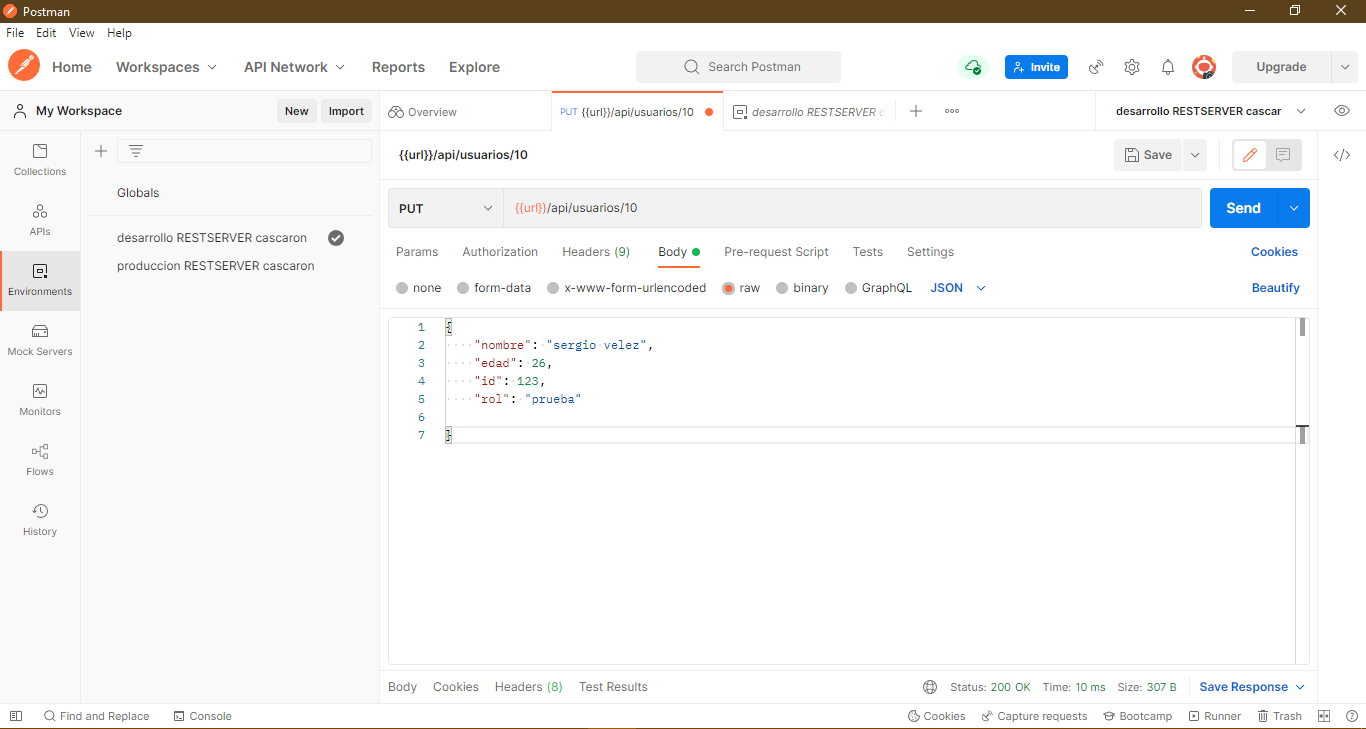 Postman
File Edit View Help
Home Workspaces API Network Reports Explore Search Postman Invite Upgrade
My Workspace New Import Overview PUT {{url}}/api/usuarios/10 desarrollo RESTSERVER c desarrollo RESTSERVER cascar
{{url}}/api/usuarios/10 Save
Collections
Globals
PUT {{url}}/api/usuarios/10 Send
APIs
desarrollo RESTSERVER cascaron
Params Authorization Headers (9) Body Pre-request Script Tests Settings Cookies
produccion RESTSERVER cascaron
Environments
none form-data x-www-form-urlencoded raw binary GraphQL JSON Beautify
1 {
2 "nombre": "sergio velez",
3 "edad": 26,
4 "id": 123,
5 "rol": "prueba"
6
7 }
Mock Servers
Monitors
Flows
History
Body Cookies Headers (8) Test Results Status: 200 OK Time: 10 ms Size: 307 B Save Response
Find and Replace Console Cookies Capture requests Bootcamp Runner Trash